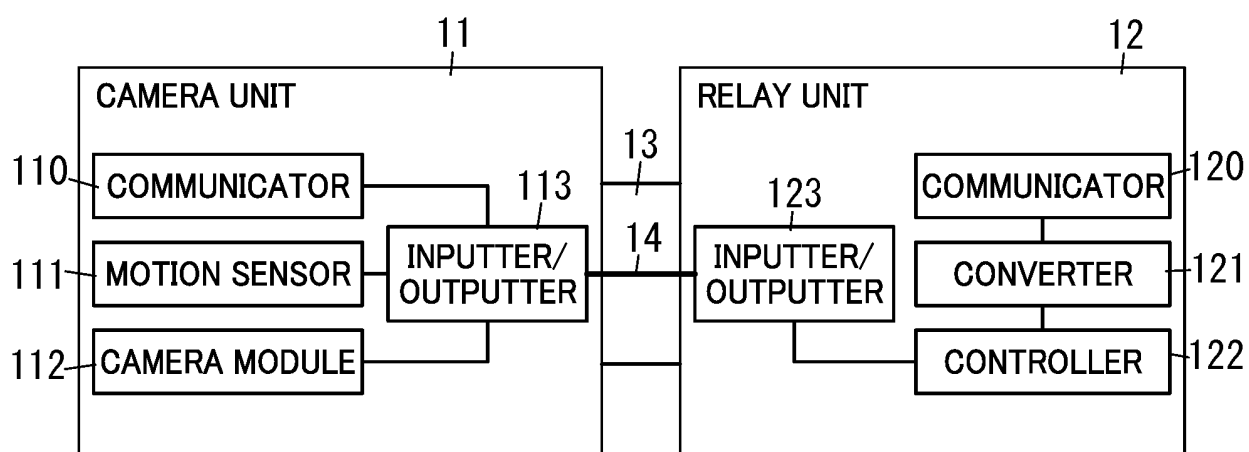 11
12
CAMERA UNIT
RELAY UNIT
13
110
COMMUNICATOR
113
123
COMMUNICATOR
120
14
111
MOTION SENSOR
INPUTTER/
OUTPUTTER
INPUTTER/
OUTPUTTER
CONVERTER
121
112
CAMERA MODULE
CONTROLLER
122